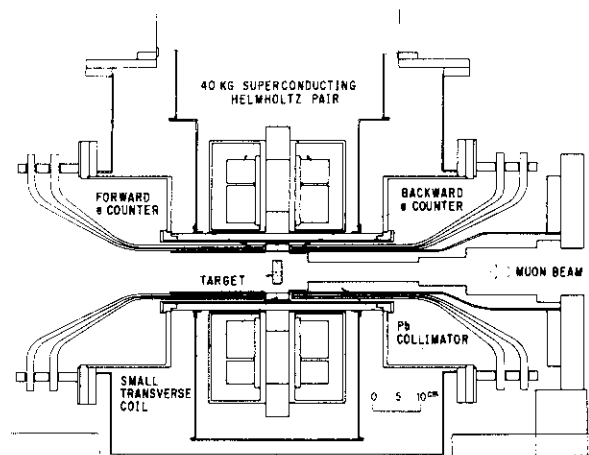 40 KG SUPERCONDUCTING
HELMHOLTZ PAIR
FORWARD
e COUNTER
BACKWARD
e COUNTER
TARGET
MUON BEAM
Pb
COLLIMATOR
SMALL
TRANSVERSE
COIL
0 5 10cm